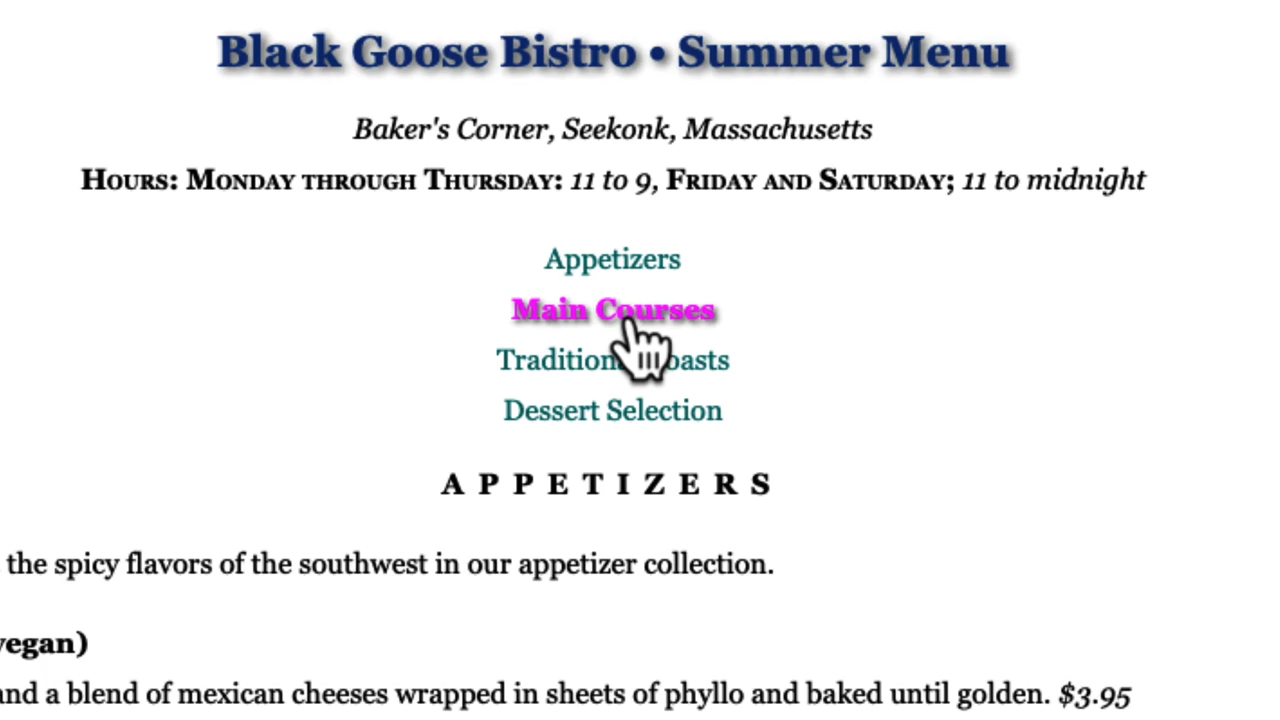 Black Goose Bistro • Summer Menu
Baker's Corner, Seekonk, Massachusetts
Hours: Monday through Thursday: 11 to 9, Friday and Saturday; 11 to midnight
Appetizers
Main Courses
Dessert Selection
APPETIZERS
the spicy flavors of the southwest in our appetizer collection.
vegan)
and a blend of mexican cheeses wrapped in sheets of phyllo and baked until golden. $3.95